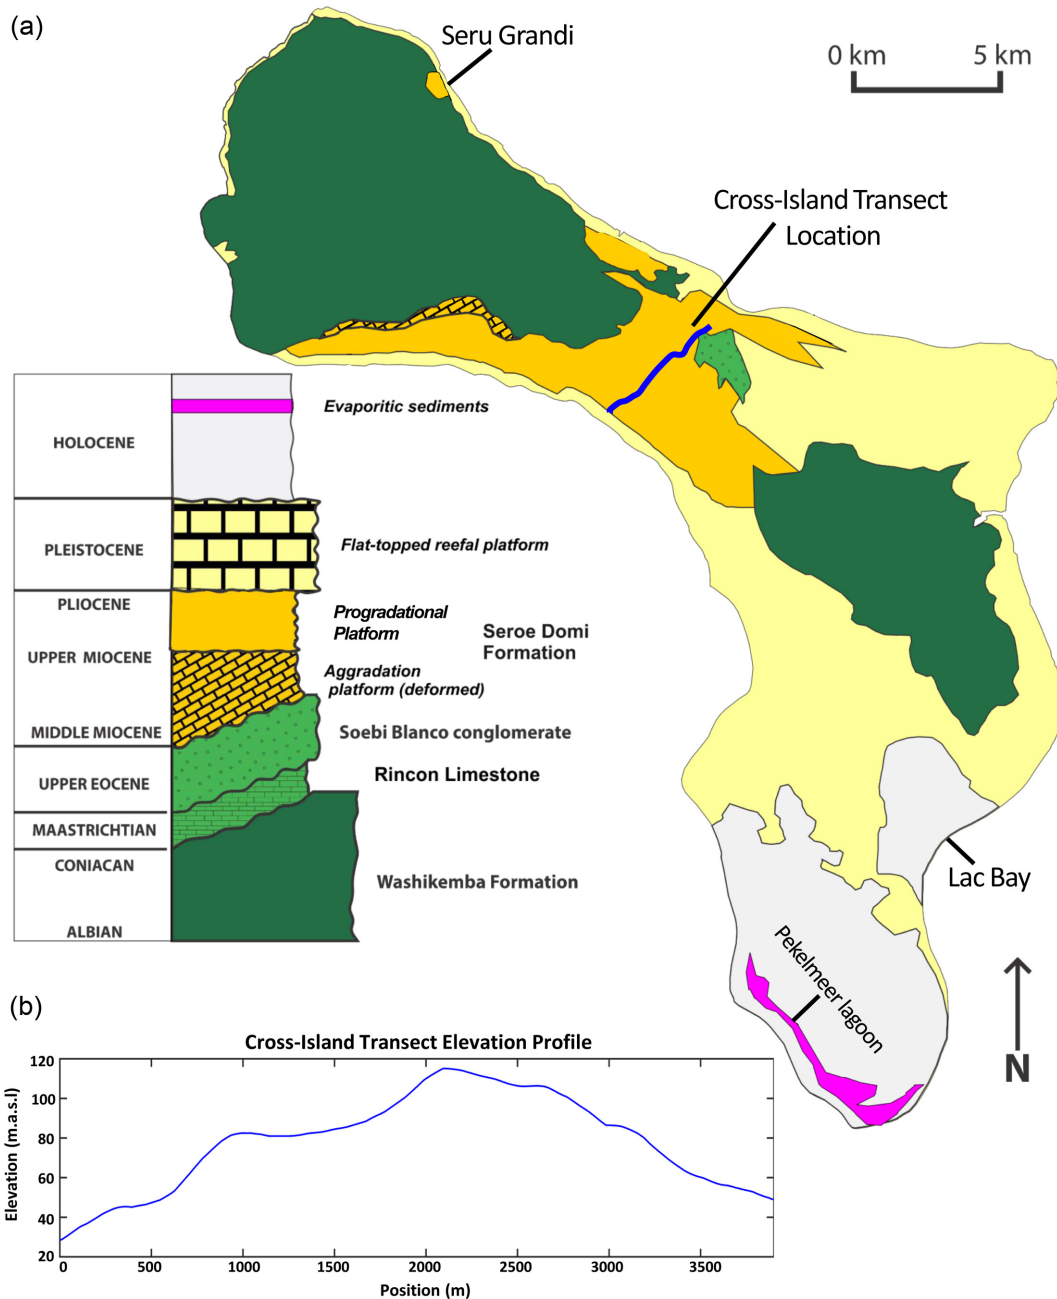 (a)
Seru Grandi
0 km 5 km
Cross-Island Transect
Location
Evaporitic sediments
HOLOCENE
PLEISTOCENE
Flat-topped reefal platform
PLIOCENE
Progradational
Platform
Seroe Domi
Formation
UPPER MIOCENE
Aggradation
platform (deformed)
MIDDLE MIOCENE
Soebi Blanco conglomerate
UPPER EOCENE
Rincon Limestone
MAASTRICHTIAN
CONIACAN
Washikemba Formation
ALBIAN
Lac Bay
Pekelmeer lagoon
N
(b)
Cross-Island Transect Elevation Profile
Elevation (m.a.s.l)
120
100
80
60
40
20
0 500 1000 1500 2000 2500 3000 3500
Position (m)